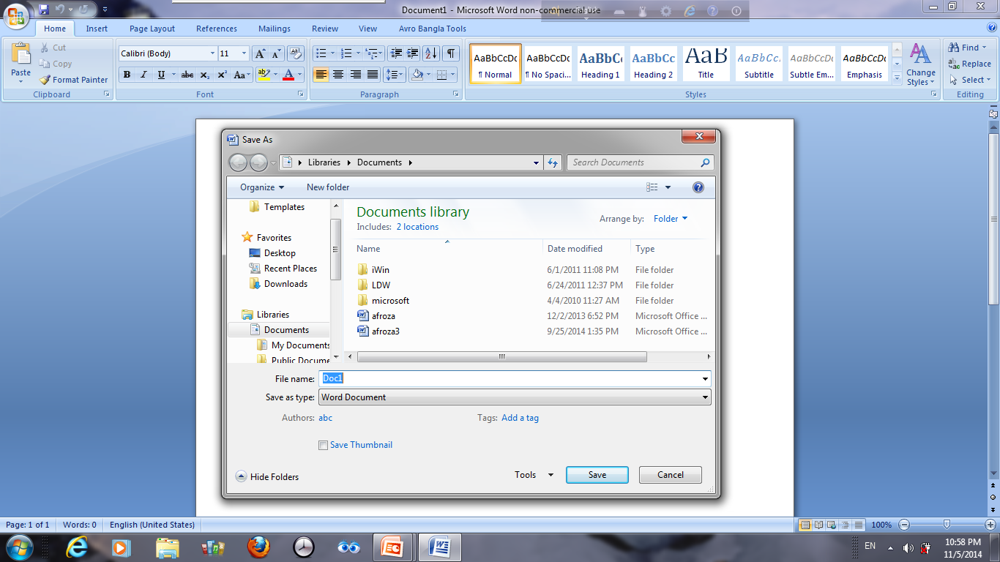 Document1 - Microsoft Word non-commercial use
Home Insert Page Layout References Mailings Review View Avro Bangla Tools
Paste
Cut
Copy
Format Painter
Clipboard
Calibri (Body) 11
B I U abc x₂ x² Aa
Font
Paragraph
AaBbCcDc AaBbCcDc AaBbC AaBbCc AaB AaBbCc. AaBbCcDc AaBbCcDc
¶ Normal ¶ No Spaci... Heading 1 Heading 2 Title Subtitle Subtle Em... Emphasis
Styles
Change
Styles
Find
Replace
Select
Editing
Save As
Libraries Documents
Search Documents
Organize New folder
Templates
Favorites
Desktop
Recent Places
Downloads
Libraries
Documents
My Documents
Public Docume
Documents library
Includes: 2 locations
Arrange by: Folder
Name Date modified Type
iWin 6/1/2011 11:08 PM File folder
LDW 6/24/2011 12:37 PM File folder
microsoft 4/4/2010 11:27 AM File folder
afroza 12/2/2013 6:52 PM Microsoft Office ...
afroza3 9/25/2014 1:35 PM Microsoft Office ...
File name: Doc1
Save as type: Word Document
Authors: abc Tags: Add a tag
Save Thumbnail
Hide Folders Tools Save Cancel
Page: 1 of 1 Words: 0 English (United States) 100%
EN
10:58 PM
11/5/2014